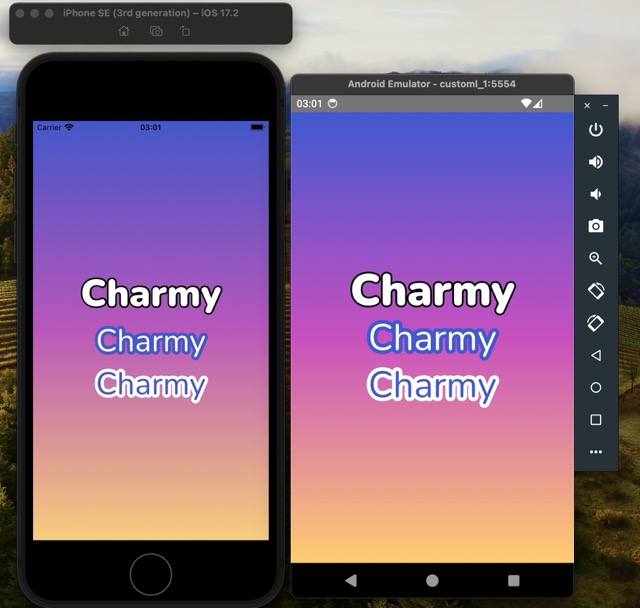 iPhone SE (3rd generation) – iOS 17.2
Carrier 03:01
Charmy
Charmy
Charmy
Android Emulator - customl_1:5554
03:01
Charmy
Charmy
Charmy